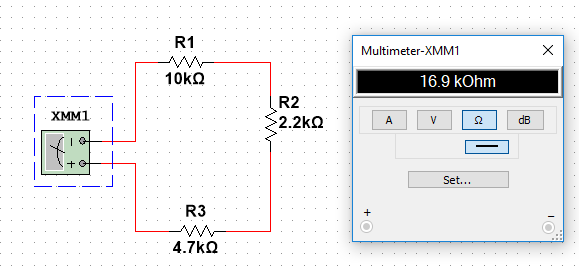 R1
10kΩ
XMM1
R2
2.2kΩ
R3
4.7kΩ
Multimeter-XMM1
16.9 kOhm
A
V
Ω
dB
Set...
+
−